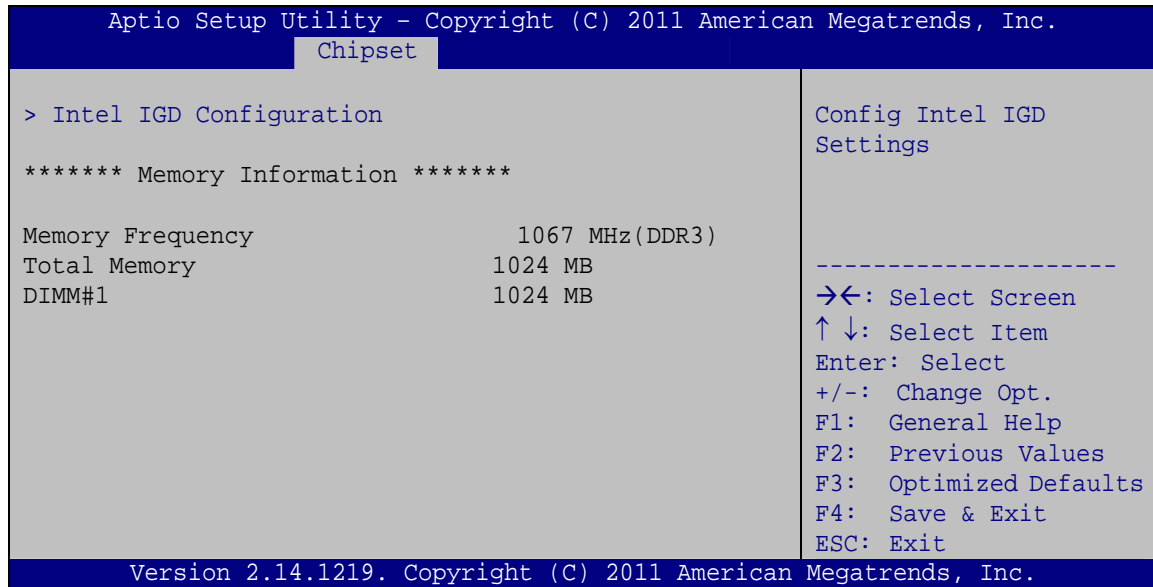 Aptio Setup Utility – Copyright (C) 2011 American Megatrends, Inc.
Chipset
> Intel IGD Configuration
******* Memory Information *******
Memory Frequency 1067 MHz(DDR3)
Total Memory 1024 MB
DIMM#1 1024 MB
Config Intel IGD
Settings
---------------------
→←: Select Screen
↑ ↓: Select Item
Enter: Select
+/-: Change Opt.
F1: General Help
F2: Previous Values
F3: Optimized Defaults
F4: Save & Exit
ESC: Exit
Version 2.14.1219. Copyright (C) 2011 American Megatrends, Inc.